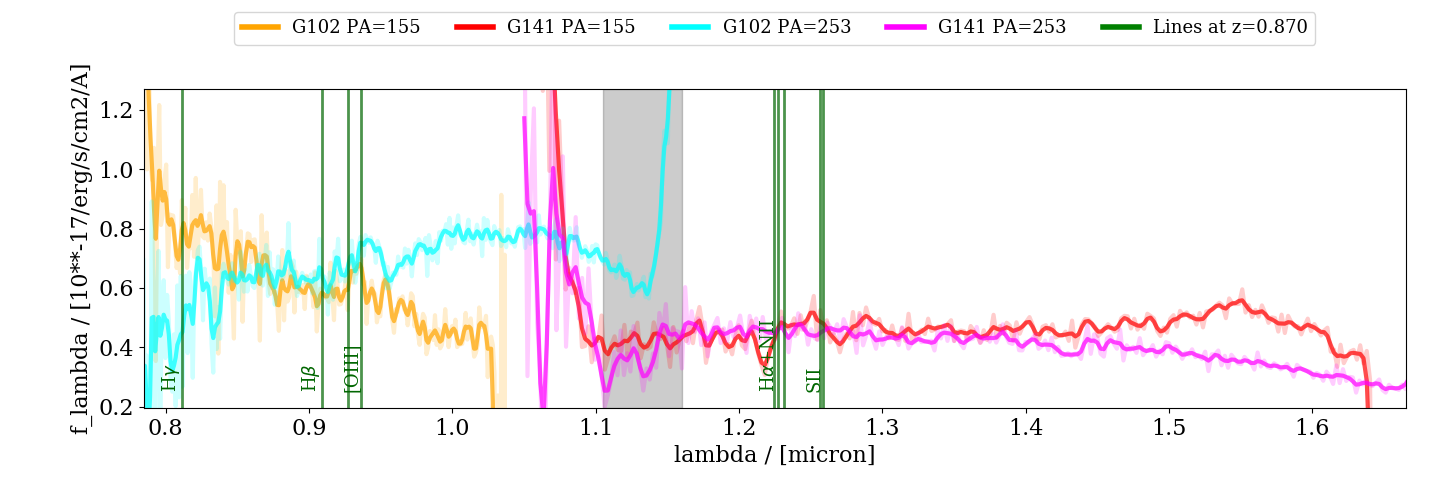 G102 PA=155 G141 PA=155 G102 PA=253 G141 PA=253 Lines at z=0.870
f_lambda / [10**-17/erg/s/cm2/A]
1.2
1.0
0.8
0.6
0.4
0.2
Hγ Hβ [OIII] Hα+NII SII
0.8 0.9 1.0 1.1 1.2 1.3 1.4 1.5 1.6
lambda / [micron]